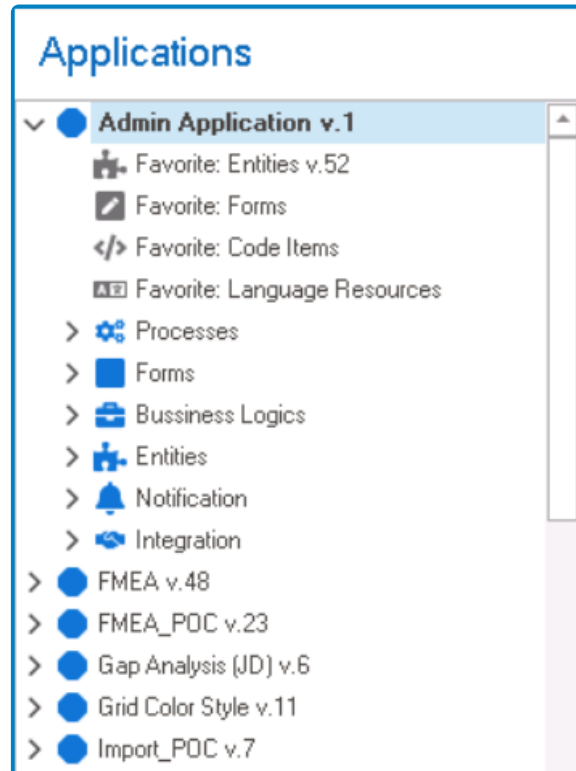 Applications
Admin Application v.1
Favorite: Entities v.52
Favorite: Forms
Favorite: Code Items
Favorite: Language Resources
Processes
Forms
Bussiness Logics
Entities
Notification
Integration
FMEA v.48
FMEA_POC v.23
Gap Analysis (JD) v.6
Grid Color Style v.11
Import_POC v.7